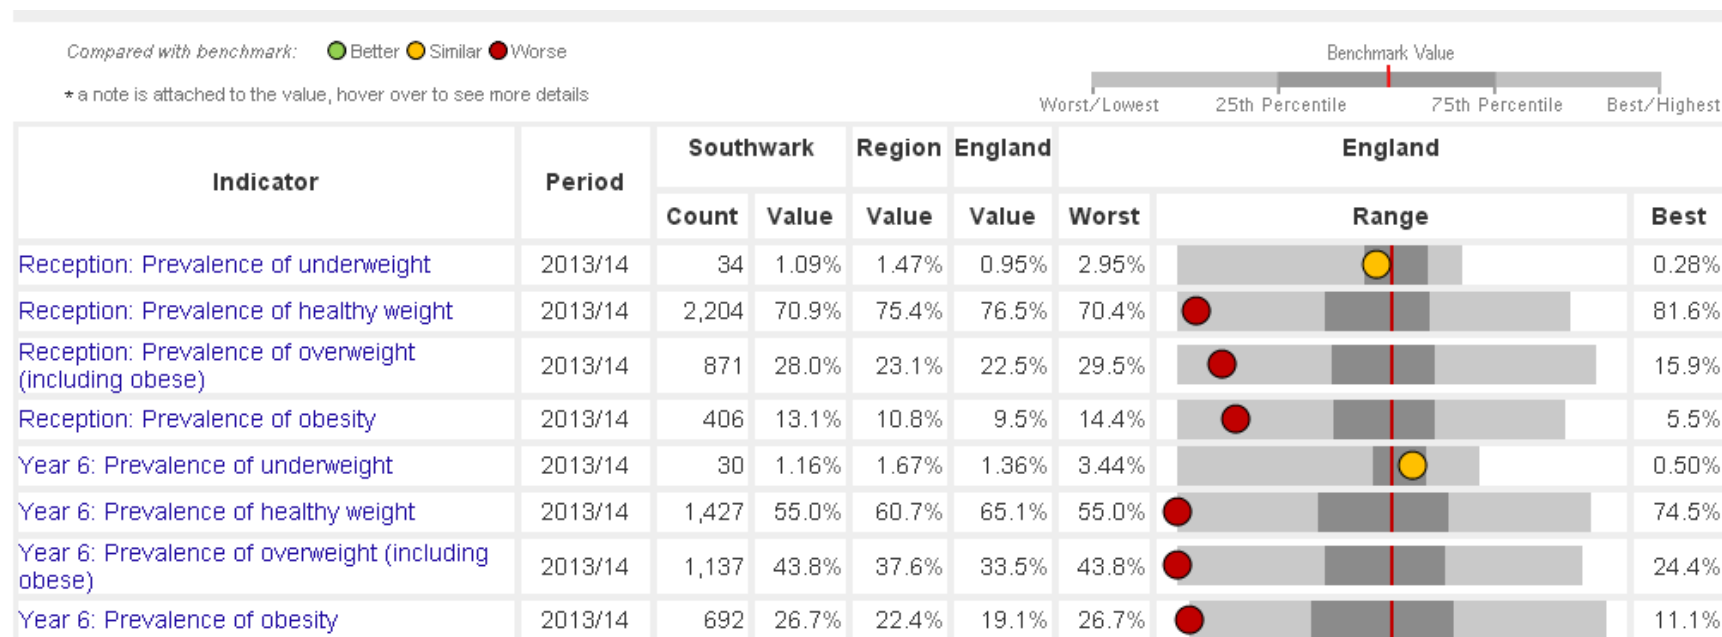 Compared with benchmark: Better Similar Worse
* a note is attached to the value, hover over to see more details
Benchmark Value
Worst/Lowest 25th Percentile 75th Percentile Best/Highest
Indicator Period Southwark Region England England
Count Value Value Value Worst Range Best
Reception: Prevalence of underweight 2013/14 34 1.09% 1.47% 0.95% 2.95% 0.28%
Reception: Prevalence of healthy weight 2013/14 2,204 70.9% 75.4% 76.5% 70.4% 81.6%
Reception: Prevalence of overweight
(including obese) 2013/14 871 28.0% 23.1% 22.5% 29.5% 15.9%
Reception: Prevalence of obesity 2013/14 406 13.1% 10.8% 9.5% 14.4% 5.5%
Year 6: Prevalence of underweight 2013/14 30 1.16% 1.67% 1.36% 3.44% 0.50%
Year 6: Prevalence of healthy weight 2013/14 1,427 55.0% 60.7% 65.1% 55.0% 74.5%
Year 6: Prevalence of overweight (including
obese) 2013/14 1,137 43.8% 37.6% 33.5% 43.8% 24.4%
Year 6: Prevalence of obesity 2013/14 692 26.7% 22.4% 19.1% 26.7% 11.1%